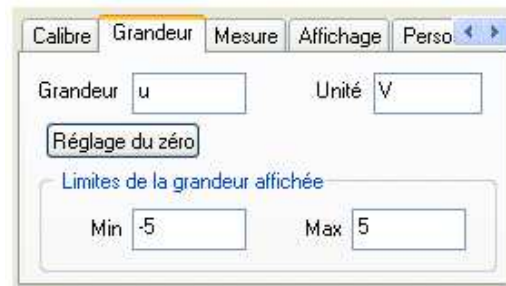 Calibre Grandeur Mesure Affichage Perso
Grandeur u Unité V
Réglage du zéro
Limites de la grandeur affichée
Min -5 Max 5